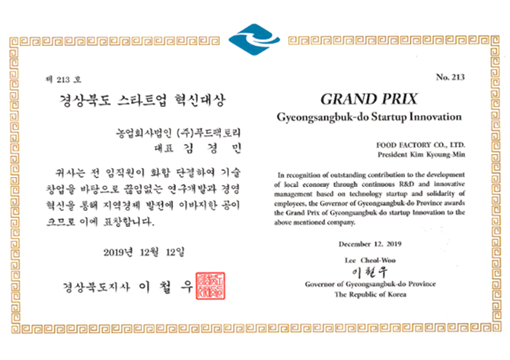 제 213 호
경상북도 스타트업 혁신대상
농업회사법인 (주)푸드팩토리
대표 김 경 민
귀사는 전 임직원이 화합 단결하여 기술
창업을 바탕으로 끊임없는 연구개발과 경영
혁신을 통해 지역경제 발전에 이바지한 공이
크므로 이에 표창합니다.
2019년 12월 12일
경상북도지사 이 철 우
No. 213
GRAND PRIX
Gyeongsangbuk-do Startup Innovation
FOOD FACTORY CO., LTD.
President Kim Kyoung-Min
In recognition of outstanding contribution to the development
of local economy through continuous R&D and innovative
management based on technology startup and solidarity of
employees, the Governor of Gyeongsangbuk-do Province awards
the Grand Prix of Gyeongsangbuk-do startup Innovation to the
above mentioned company.
December 12. 2019
Lee Cheol-Woo
이철우
Governor of Gyeongsangbuk-do Province
The Republic of Korea